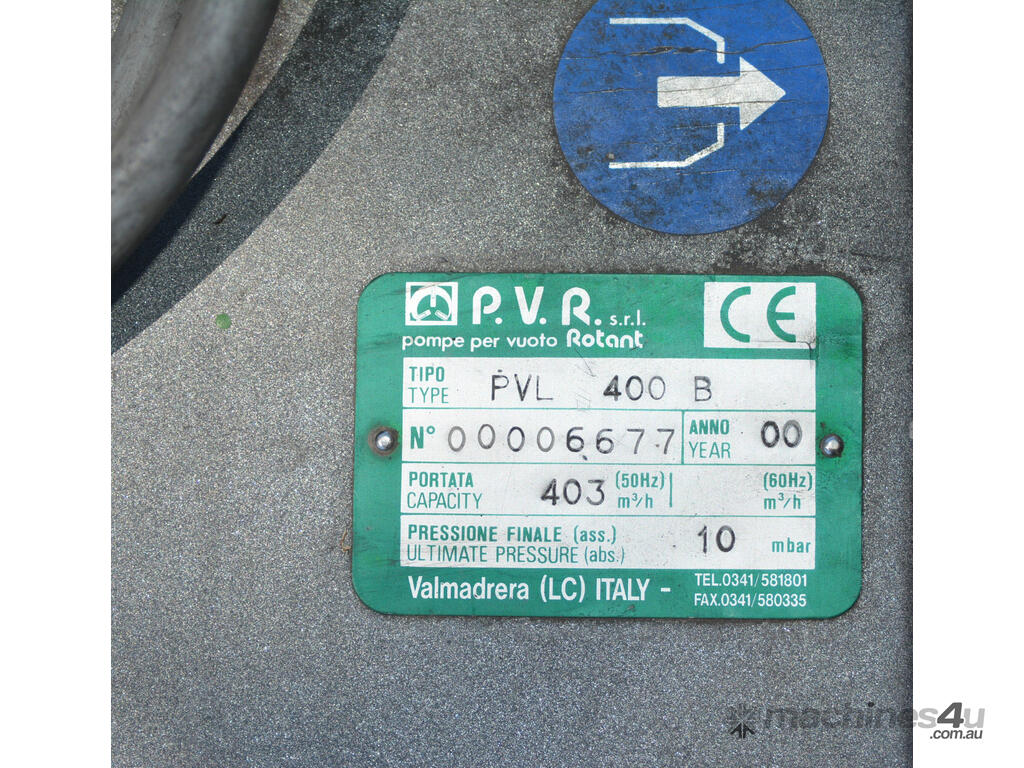 P.V.R. s.r.l.
CE
pompe per vuoto Rotant
TIPO
TYPE
PVL 400 B
N° 00006677
ANNO
YEAR
00
PORTATA
CAPACITY
403
(50Hz)
m³/h
(60Hz)
m³/h
PRESSIONE FINALE (ass.)
ULTIMATE PRESSURE (abs.)
10 mbar
Valmadrera (LC) ITALY -
TEL.0341/581801
FAX.0341/580335
machines4u
.com.au